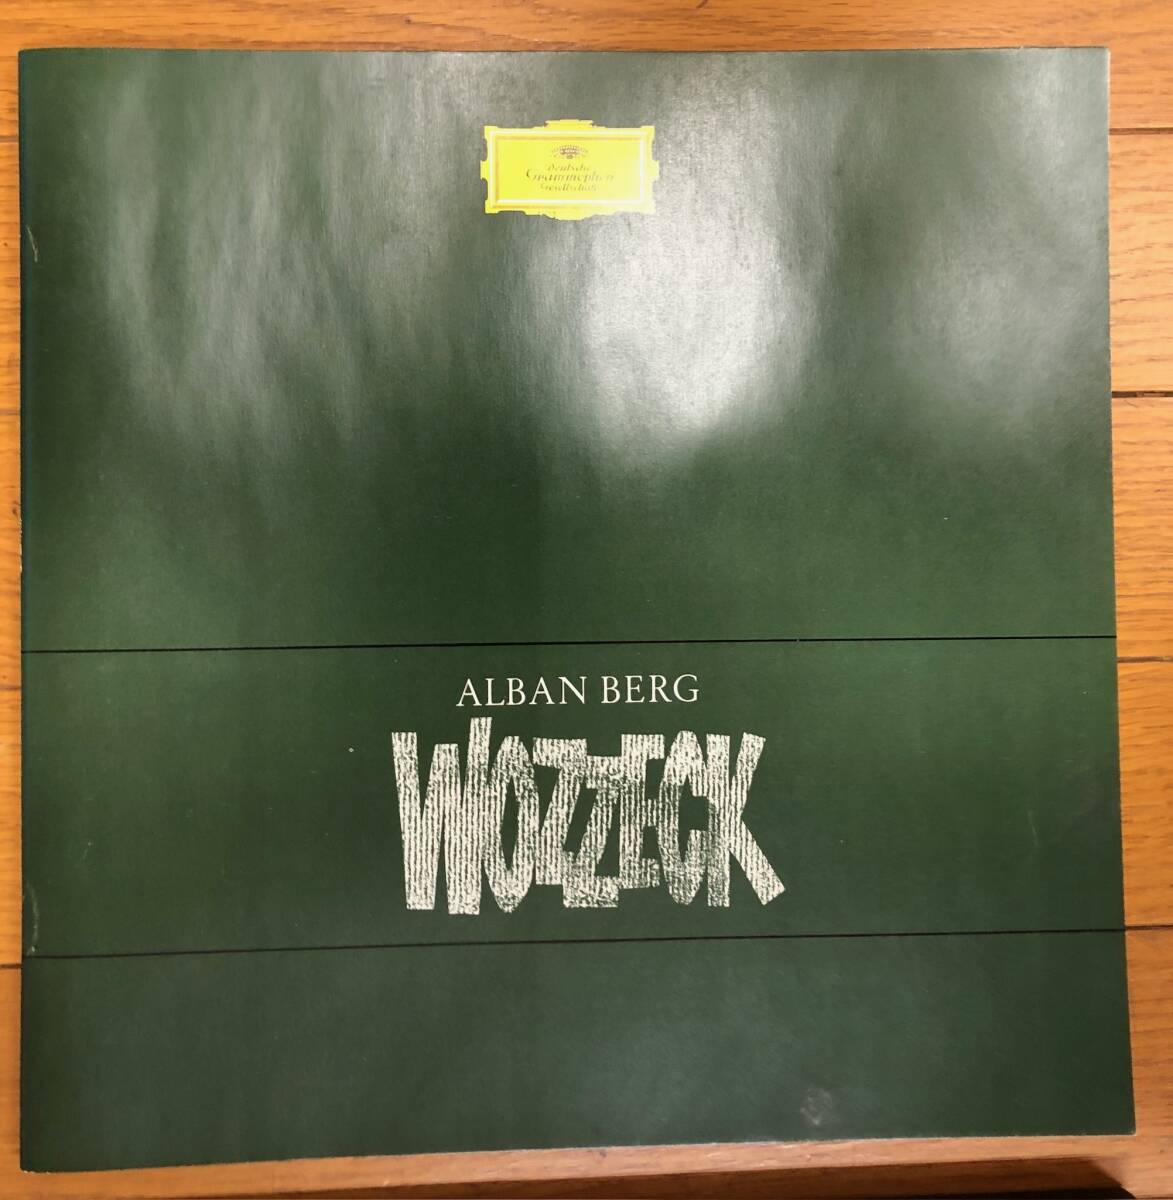 Deutsche
Grammophon
Gesellschaft
ALBAN BERG
WOZZECK